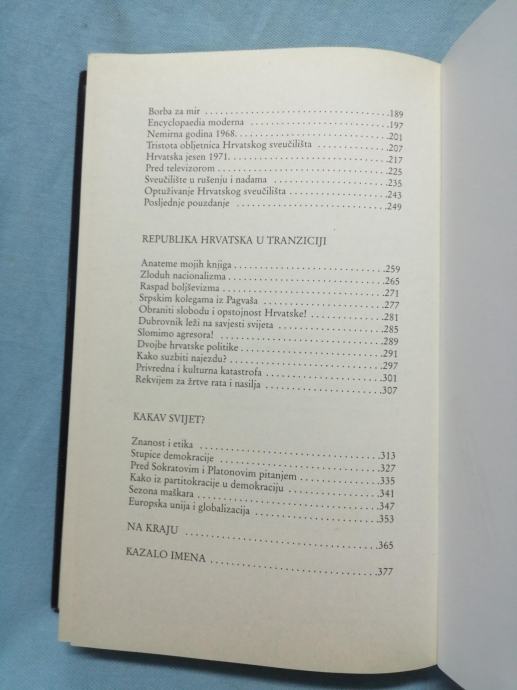 Borba za mir ........................................189
Encyclopaedia moderna ........................................197
Nemirna godina 1968. ........................................201
Tristota obljetnica Hrvatskog sveučilišta ........................................207
Hrvatska jesen 1971. ........................................217
Pred televizorom ........................................225
Sveučilište u rušenju i nadama ........................................235
Optuživanje Hrvatskog sveučilišta ........................................243
Posljednje pouzdanje ........................................249
REPUBLIKA HRVATSKA U TRANZICIJI
Anateme mojih knjiga ........................................259
Zloduh nacionalizma ........................................265
Raspad boljševizma ........................................271
Srpskim kolegama iz Pagvaša ........................................277
Obraniti slobodu i opstojnost Hrvatske! ........................................281
Dubrovnik leži na savjesti svijeta ........................................285
Slomimo agresora! ........................................289
Dvojbe hrvatske politike ........................................291
Kako suzbiti najezdu? ........................................297
Privredna i kulturna katastrofa ........................................301
Rekvijem za žrtve rata i nasilja ........................................307
KAKAV SVIJET?
Znanost i etika ........................................313
Stupice demokracije ........................................327
Pred Sokratovim i Platonovim pitanjem ........................................335
Kako iz partitokracije u demokraciju ........................................341
Sezona maškara ........................................347
Europska unija i globalizacija ........................................353
NA KRAJU ........................................365
KAZALO IMENA ........................................377